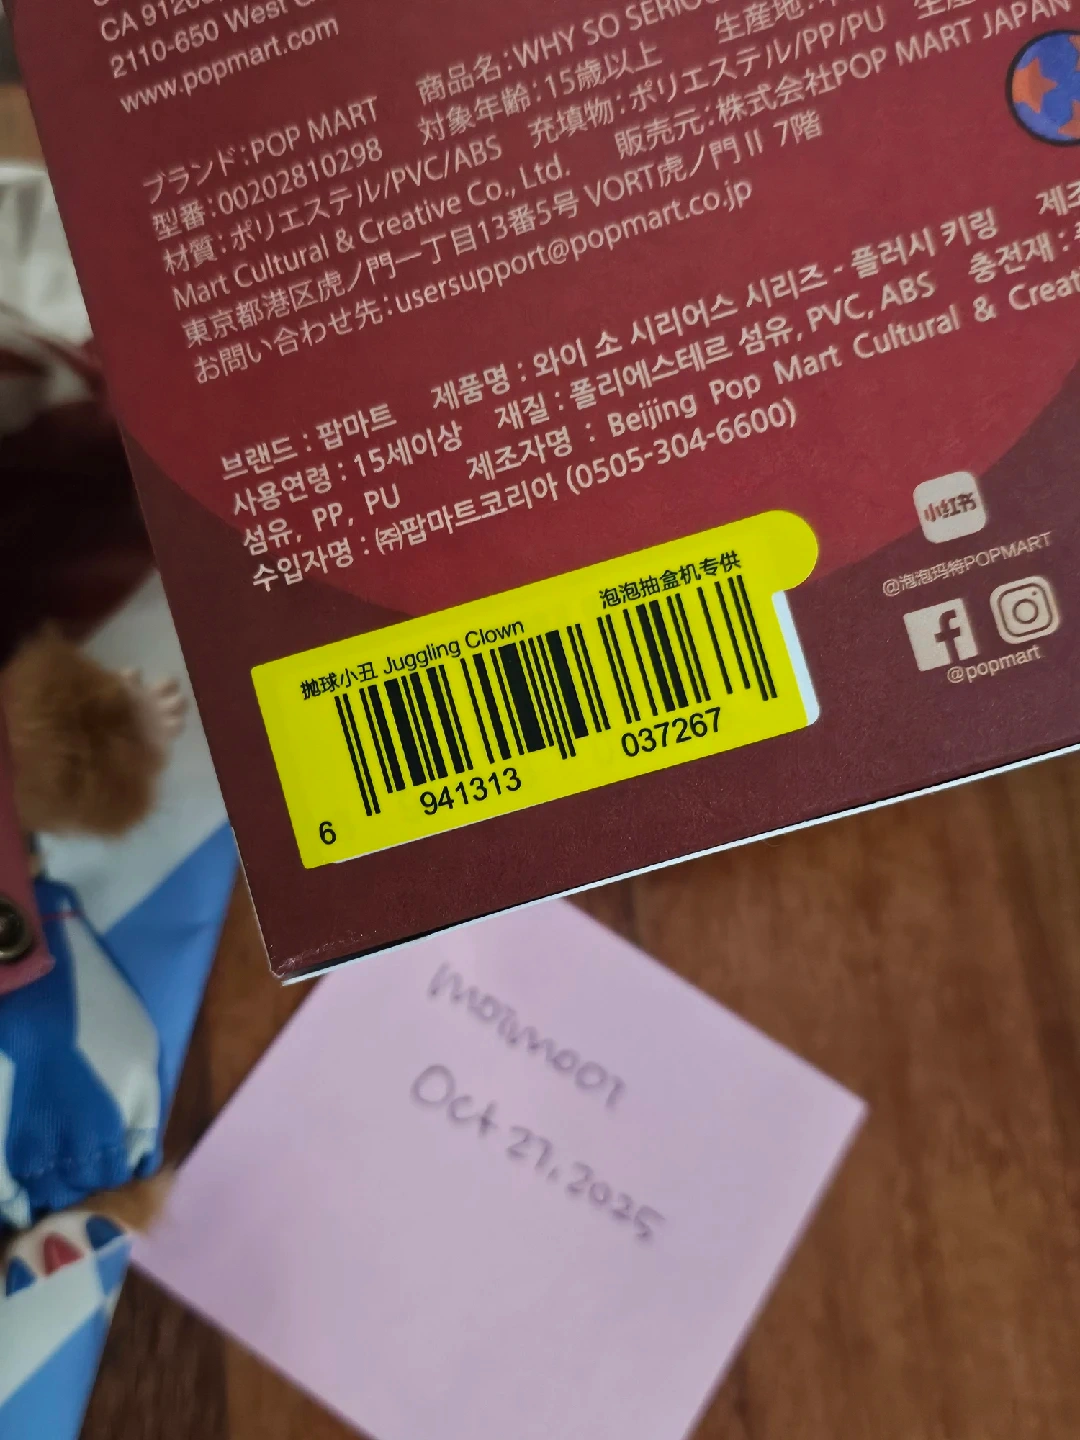 CA 9120
2110-650 West G
www.popmart.com
ブランド:POP MART 商品名:WHY SO SERIO
型番:00202810298 対象年齢:15歳以上 生産地:
材質:ポリエステル/PVC/ABS 充填物:ポリエステル/PP/PU
Mart Cultural & Creative Co., Ltd. 販売元:株式会社POP MART JAPAN
東京都港区虎ノ門一丁目13番5号 VORT虎ノ門II 7階
お問い合わせ先:usersupport@popmart.co.jp
브랜드 : 팝마트 제품명 : 와이 소 시리어스 시리즈 - 플러시 키링
사용연령 : 15세이상 재질 : 폴리에스테르 섬유, PVC, ABS 충전재 :
섬유, PP, PU 제조자명 : Beijing Pop Mart Cultural & Creat
수입자명 : ㈜팝마트코리아 (0505-304-6600)
小红书
@泡泡玛特POPMART
@popmart
抛球小丑 Juggling Clown 泡泡抽盒机专供
6 941313 037267
Oct 27, 2025